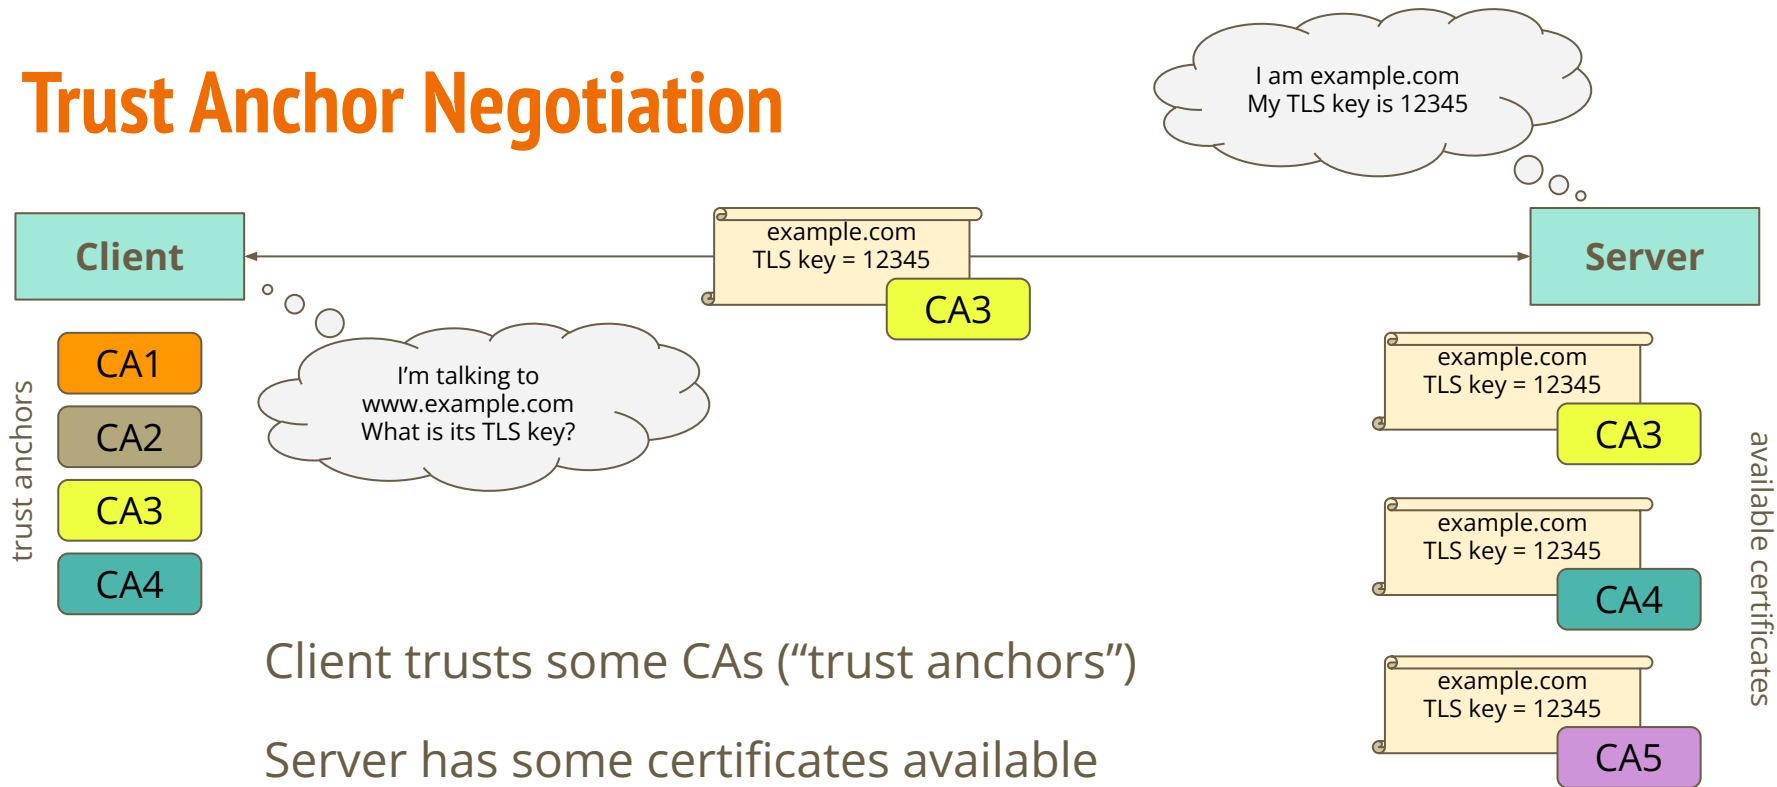 Trust Anchor Negotiation
I am example.com
My TLS key is 12345
Client
example.com
TLS key = 12345
CA3
Server
trust anchors
CA1
CA2
CA3
CA4
I’m talking to
www.example.com
What is its TLS key?
example.com
TLS key = 12345
CA3
example.com
TLS key = 12345
CA4
example.com
TLS key = 12345
CA5
available certificates
Client trusts some CAs (“trust anchors”)
Server has some certificates available